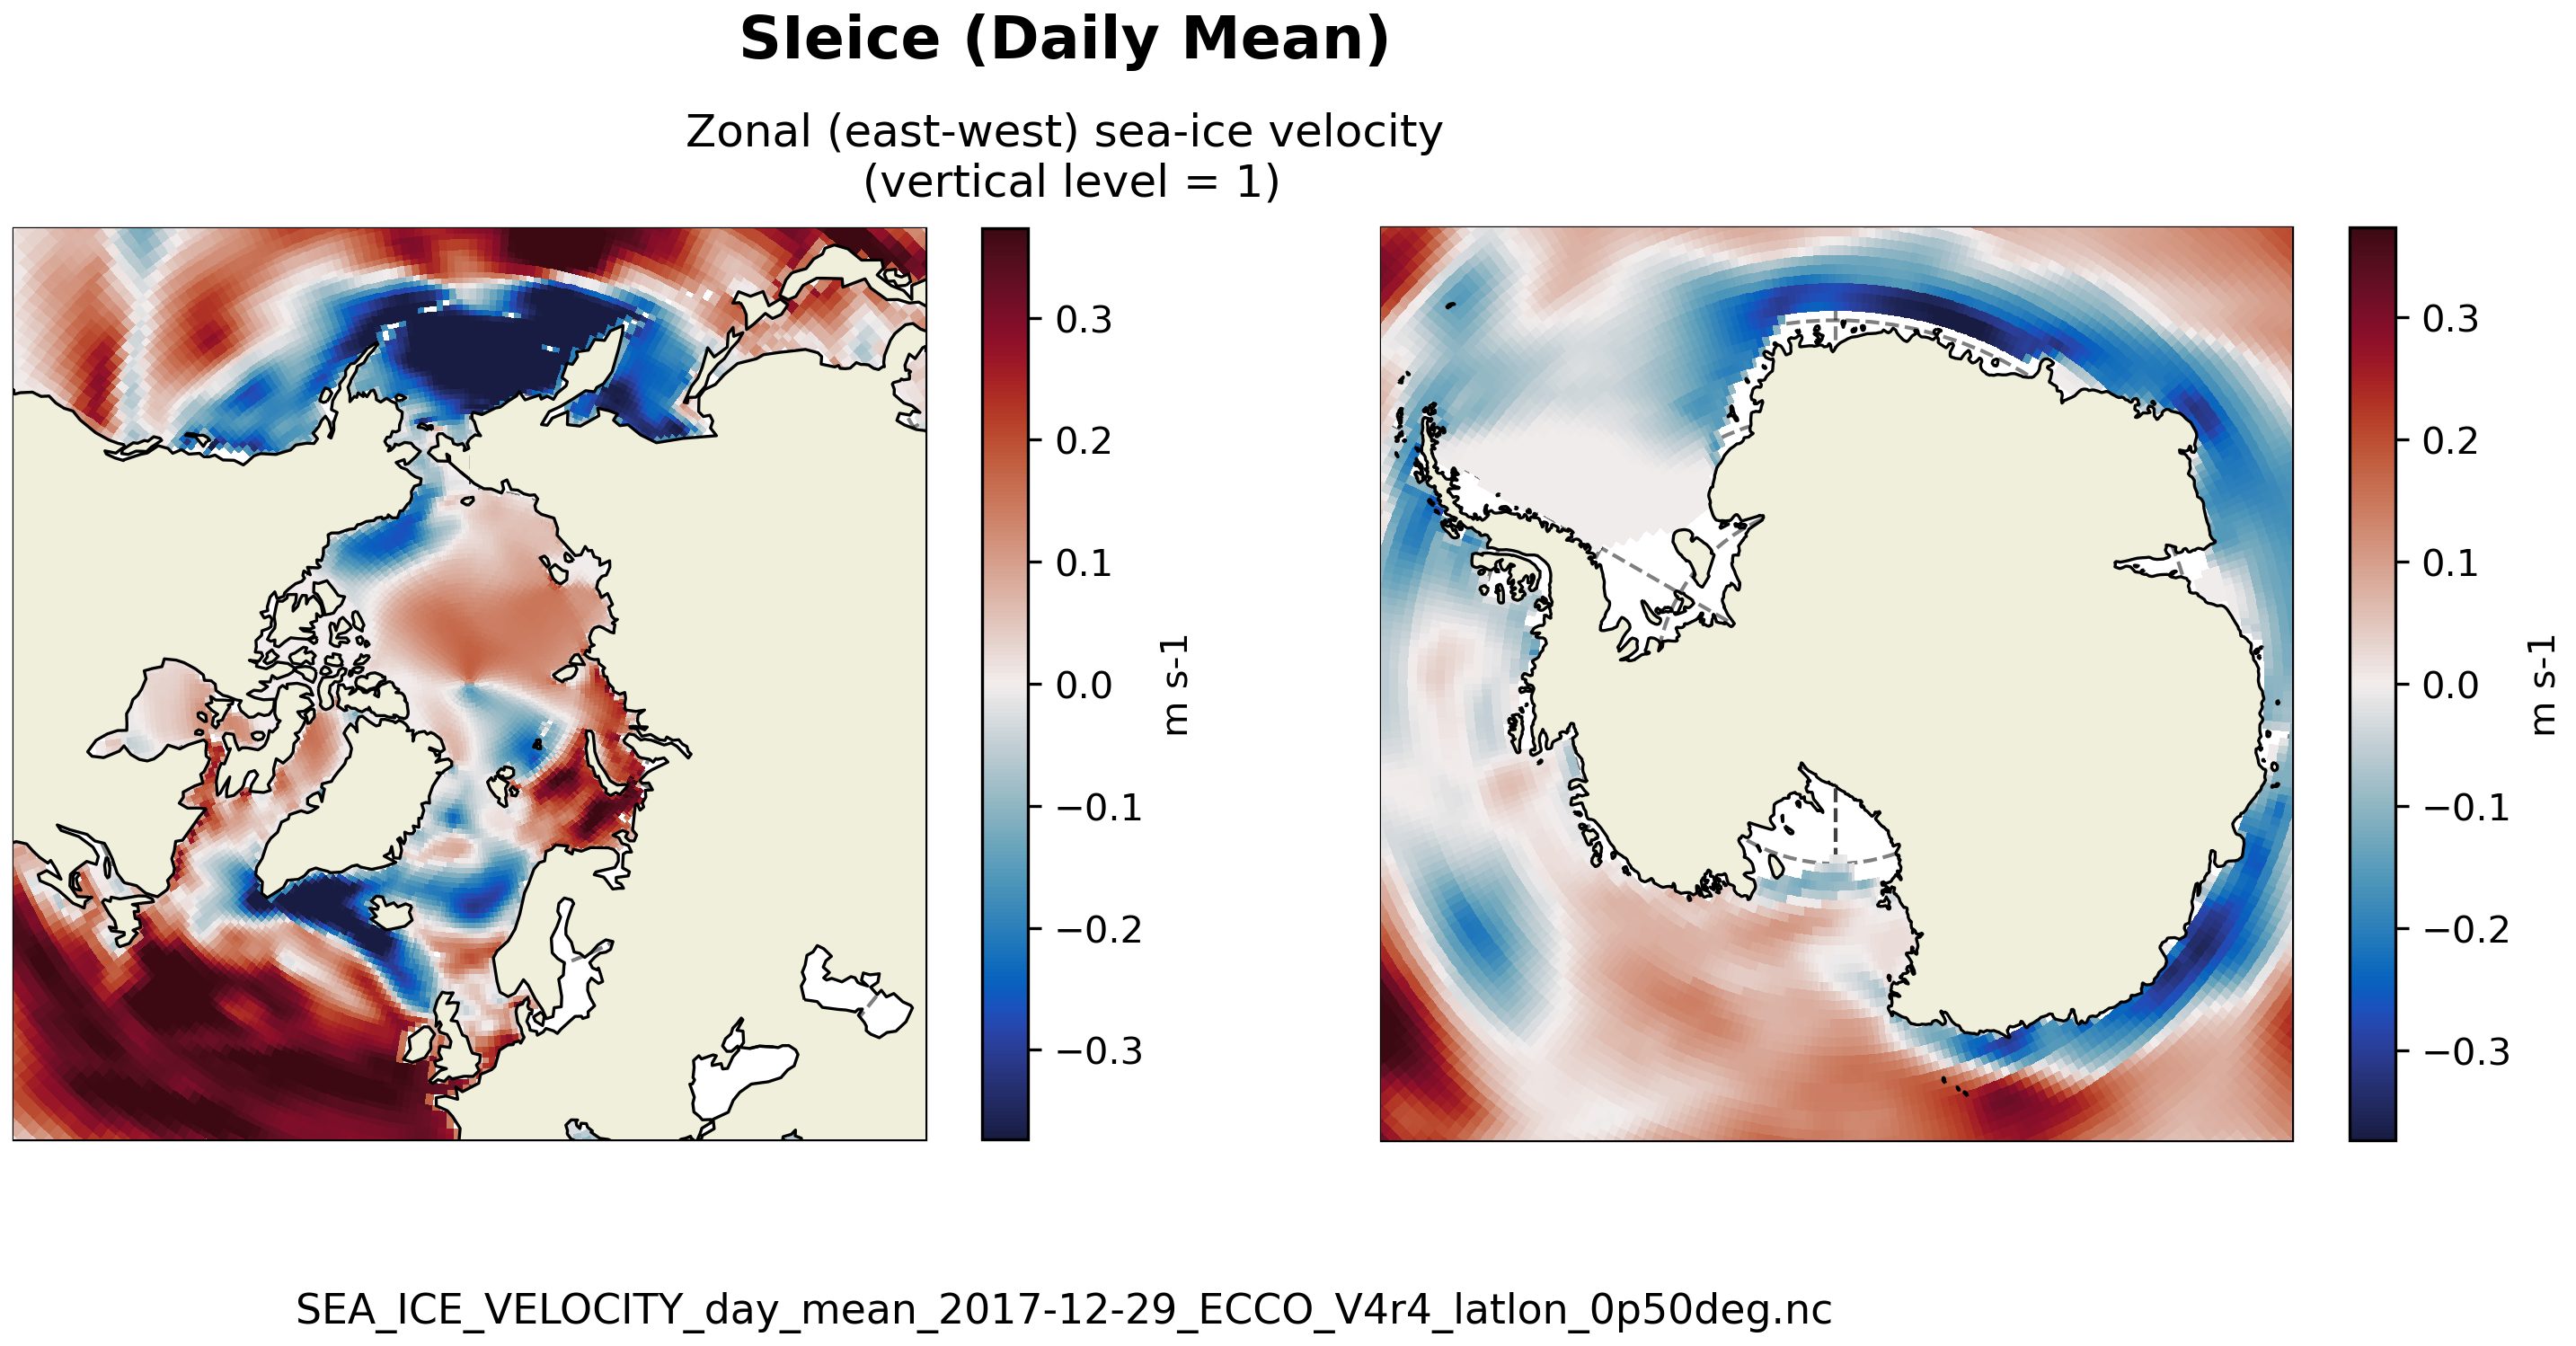 SIeice (Daily Mean)
Zonal (east-west) sea-ice velocity
(vertical level = 1)
0.3
0.2
0.1
0.0
−0.1
−0.2
−0.3
m s-1
0.3
0.2
0.1
0.0
−0.1
−0.2
−0.3
m s-1
SEA_ICE_VELOCITY_day_mean_2017-12-29_ECCO_V4r4_latlon_0p50deg.nc